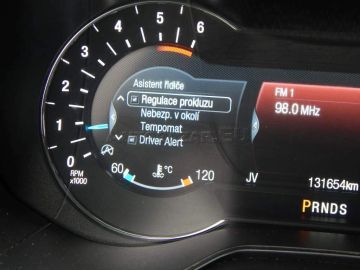 6
5
4
3
2
1
0
RPM
x1000
Asistent řidiče
Regulace prokluzu
Nebezp. v okolí
Tempomat
Driver Alert
60
°C
120
FM 1
98.0 MHz
JV
131654km
PRNDS